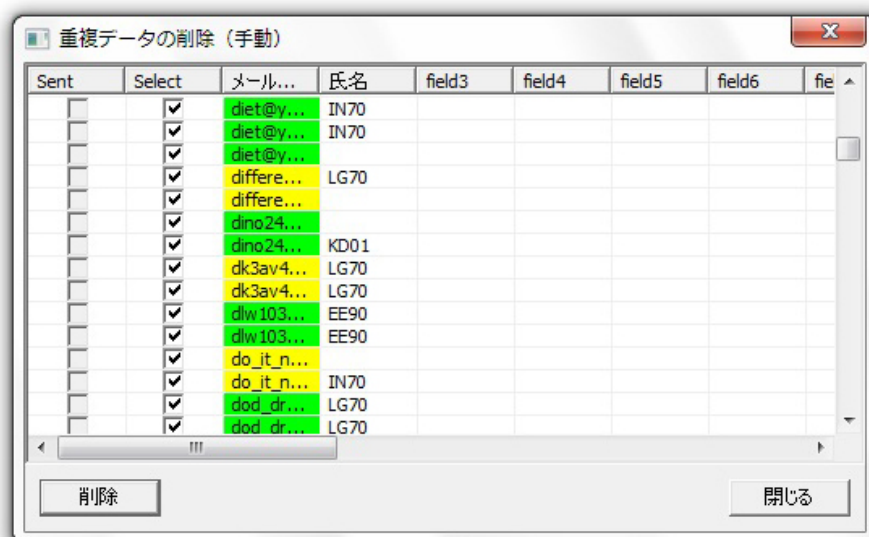 重複データの削除（手動）
Sent Select メール... 氏名 field3 field4 field5 field6 fie
diet@y... IN70
diet@y... IN70
diet@y...
differe... LG70
differe...
dino24...
dino24... KD01
dk3av4... LG70
dk3av4... LG70
dlw103... EE90
dlw103... EE90
do_it_n...
do_it_n... IN70
dod_dr... LG70
dod_dr... LG70
削除 閉じる